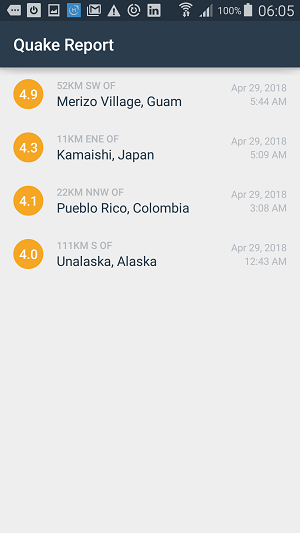 100% 06:05
Quake Report
4.9
52KM SW OF
Merizo Village, Guam
Apr 29, 2018
5:44 AM
4.3
11KM ENE OF
Kamaishi, Japan
Apr 29, 2018
5:09 AM
4.1
22KM NNW OF
Pueblo Rico, Colombia
Apr 29, 2018
3:08 AM
4.0
111KM S OF
Unalaska, Alaska
Apr 29, 2018
12:43 AM